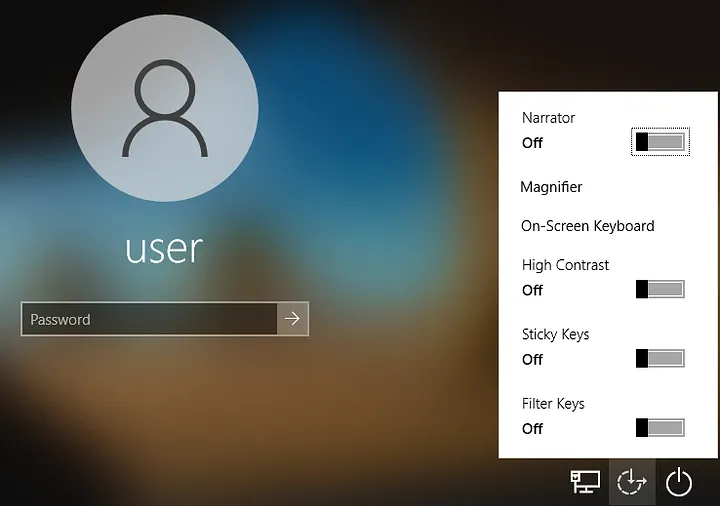 user
Password
Narrator
Off
Magnifier
On-Screen Keyboard
High Contrast
Off
Sticky Keys
Off
Filter Keys
Off